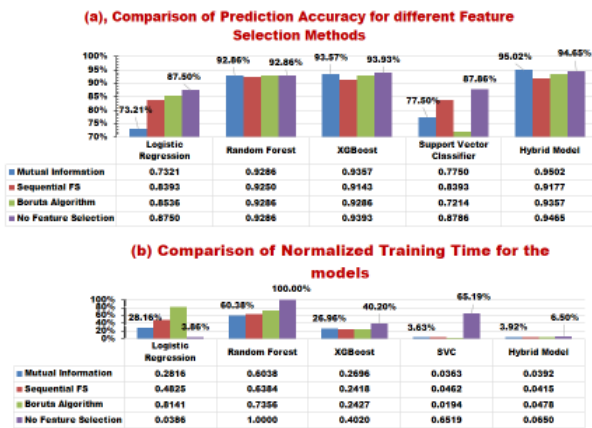 (a), Comparison of Prediction Accuracy for different Feature
Selection Methods
100%
95%
90%
85%
80%
75%
70%
73.21%
87.50%
92.86%
92.86%
93.57%
93.93%
77.50%
87.86%
95.02%
94.65%
Logistic Regression
Random Forest
XGBoost
Support Vector Classifier
Hybrid Model
Mutual Information 0.7321 0.9286 0.9357 0.7750 0.9502
Sequential FS 0.8393 0.9250 0.9143 0.8393 0.9177
Boruta Algorithm 0.8536 0.9286 0.9286 0.7214 0.9357
No Feature Selection 0.8750 0.9286 0.9393 0.8786 0.9465
(b) Comparison of Normalized Training Time for the
models
100%
80%
60%
40%
20%
0%
28.16%
3.86%
60.38%
100.00%
26.96%
40.20%
3.63%
65.19%
3.92%
6.50%
Logistic Regression
Random Forest
XGBoost
SVC
Hybrid Model
Mutual Information 0.2816 0.6038 0.2696 0.0363 0.0392
Sequential FS 0.4825 0.6384 0.2418 0.0462 0.0415
Boruta Algorithm 0.8141 0.7356 0.2427 0.0194 0.0478
No Feature Selection 0.0386 1.0000 0.4020 0.6519 0.0650